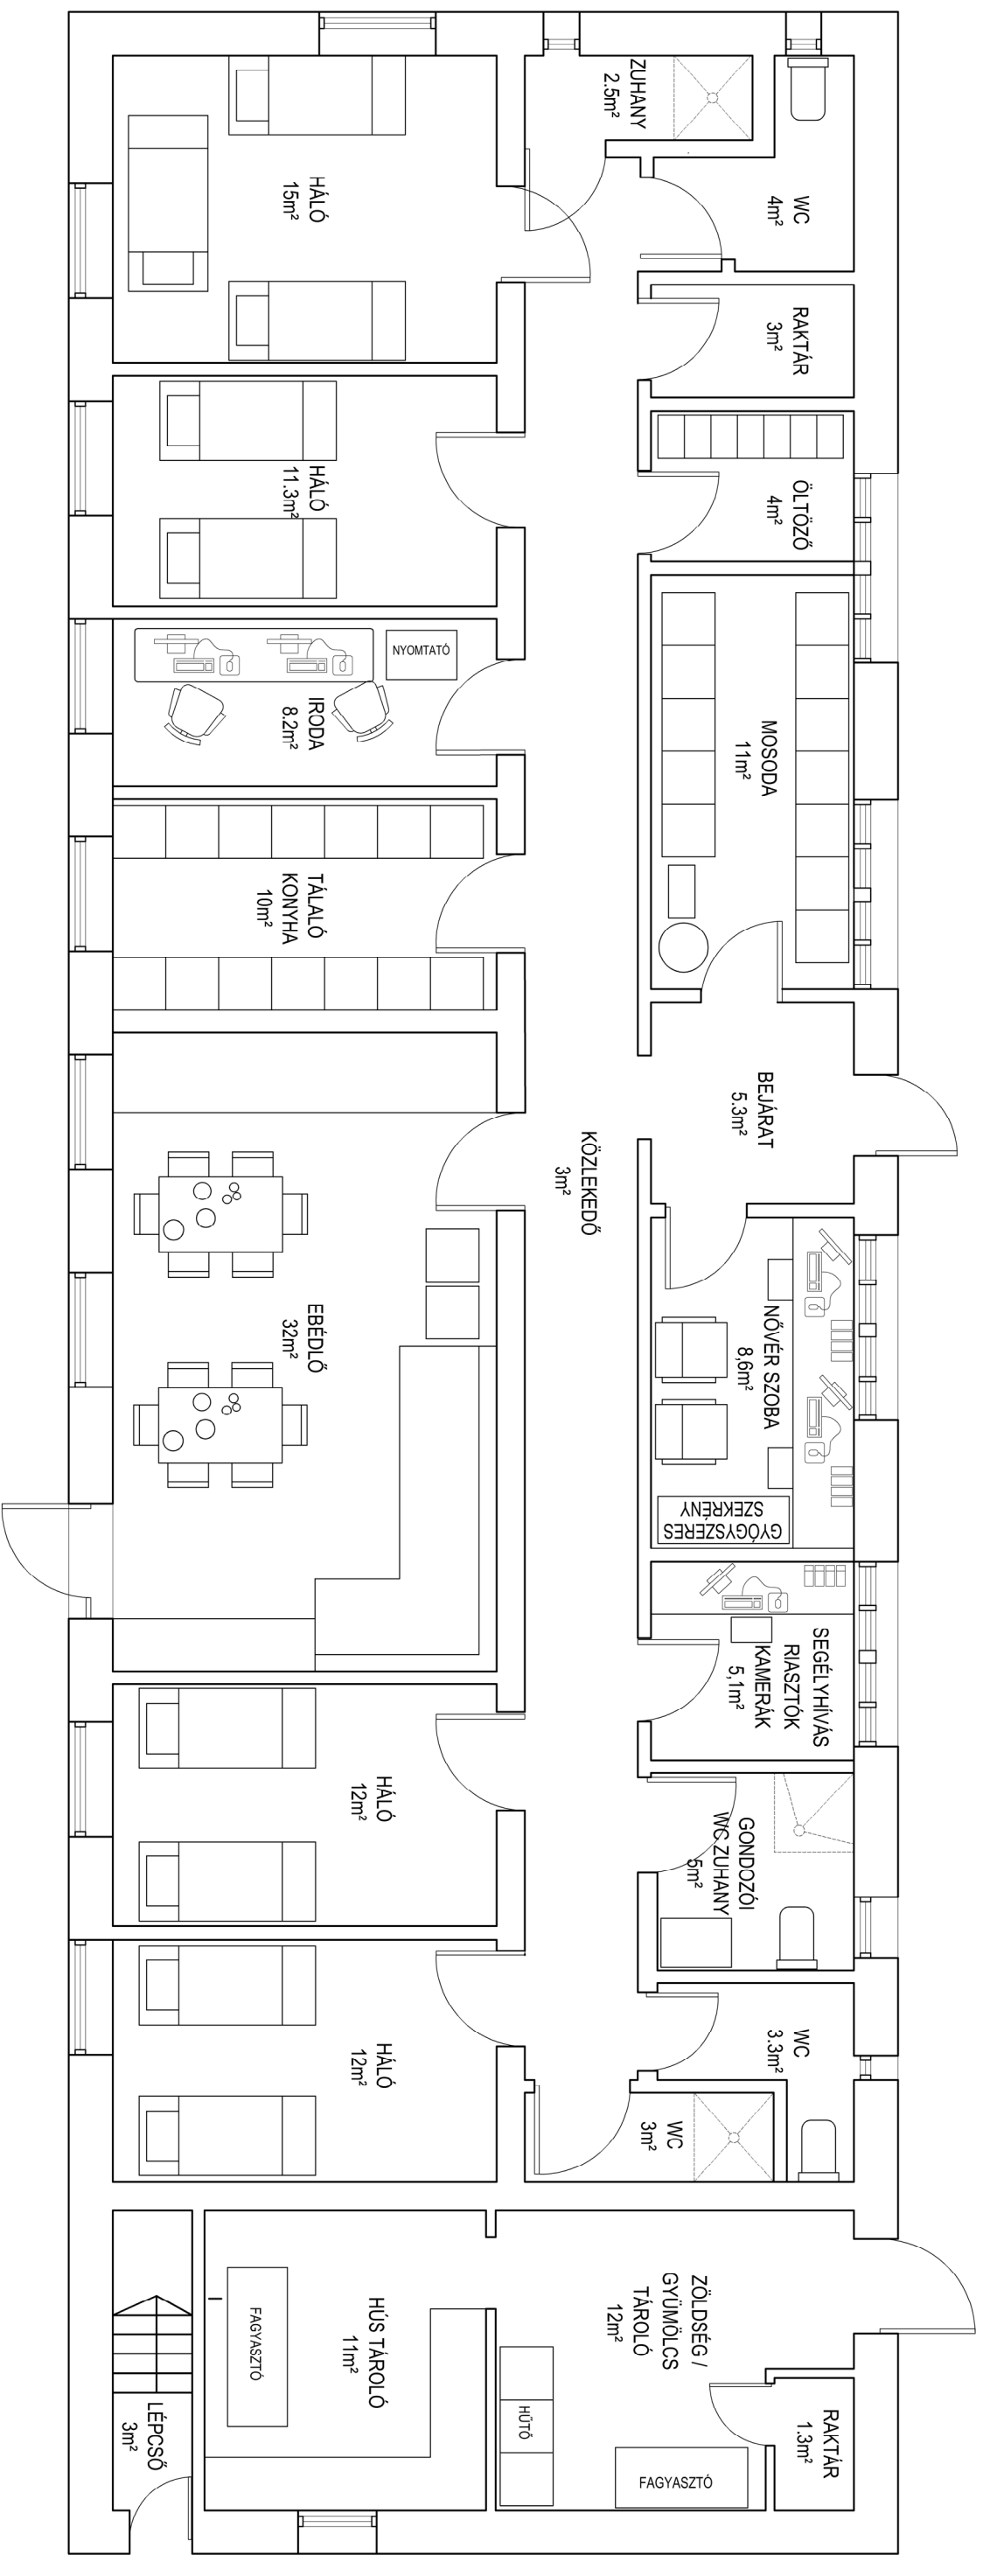 ZUHANY
2.5m²
WC
4m²
HÁLÓ
15m²
RAKTÁR
3m²
HÁLÓ
11.3m²
ÖLTÖZŐ
4m²
NYOMTATÓ
IRODA
8.2m²
MOSODA
11m²
TÁLALÓ
KONYHA
10m²
BEJÁRAT
5.3m²
KÖZLEKEDŐ
3m²
EBÉDLŐ
32m²
NŐVÉR SZOBA
8,6m²
GYÓGYSZERES
SZEKRÉNY
SEGÉLYHÍVÁS
RIASZTÓK
KAMERÁK
5,1m²
HÁLÓ
12m²
GONDOZÓI
WC ZUHANY
5m²
HÁLÓ
12m²
WC
3.3m²
WC
3m²
ZÖLDSÉG /
GYÜMÖLCS
TÁROLÓ
12m²
HÚS TÁROLÓ
11m²
FAGYASZTÓ
HŰTŐ
FAGYASZTÓ
RAKTÁR
1.3m²
LÉPCSŐ
3m²